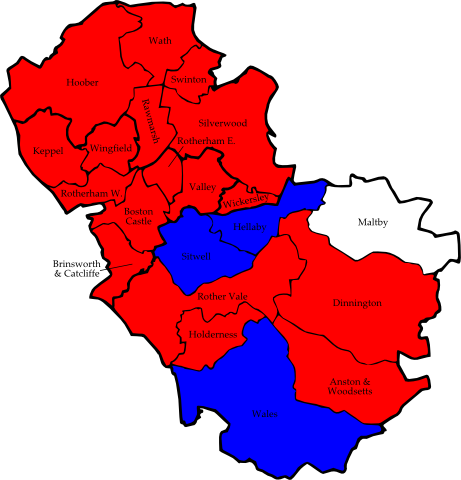 Wath
Hoober
Swinton
Rawmarsh
Silverwood
Rotherham E.
Keppel
Wingfield
Rotherham W.
Valley
Wickersley
Boston
Castle
Maltby
Hellaby
Sitwell
Brinsworth
& Catcliffe
Rother Vale
Dinnington
Holderness
Anston &
Woodsetts
Wales